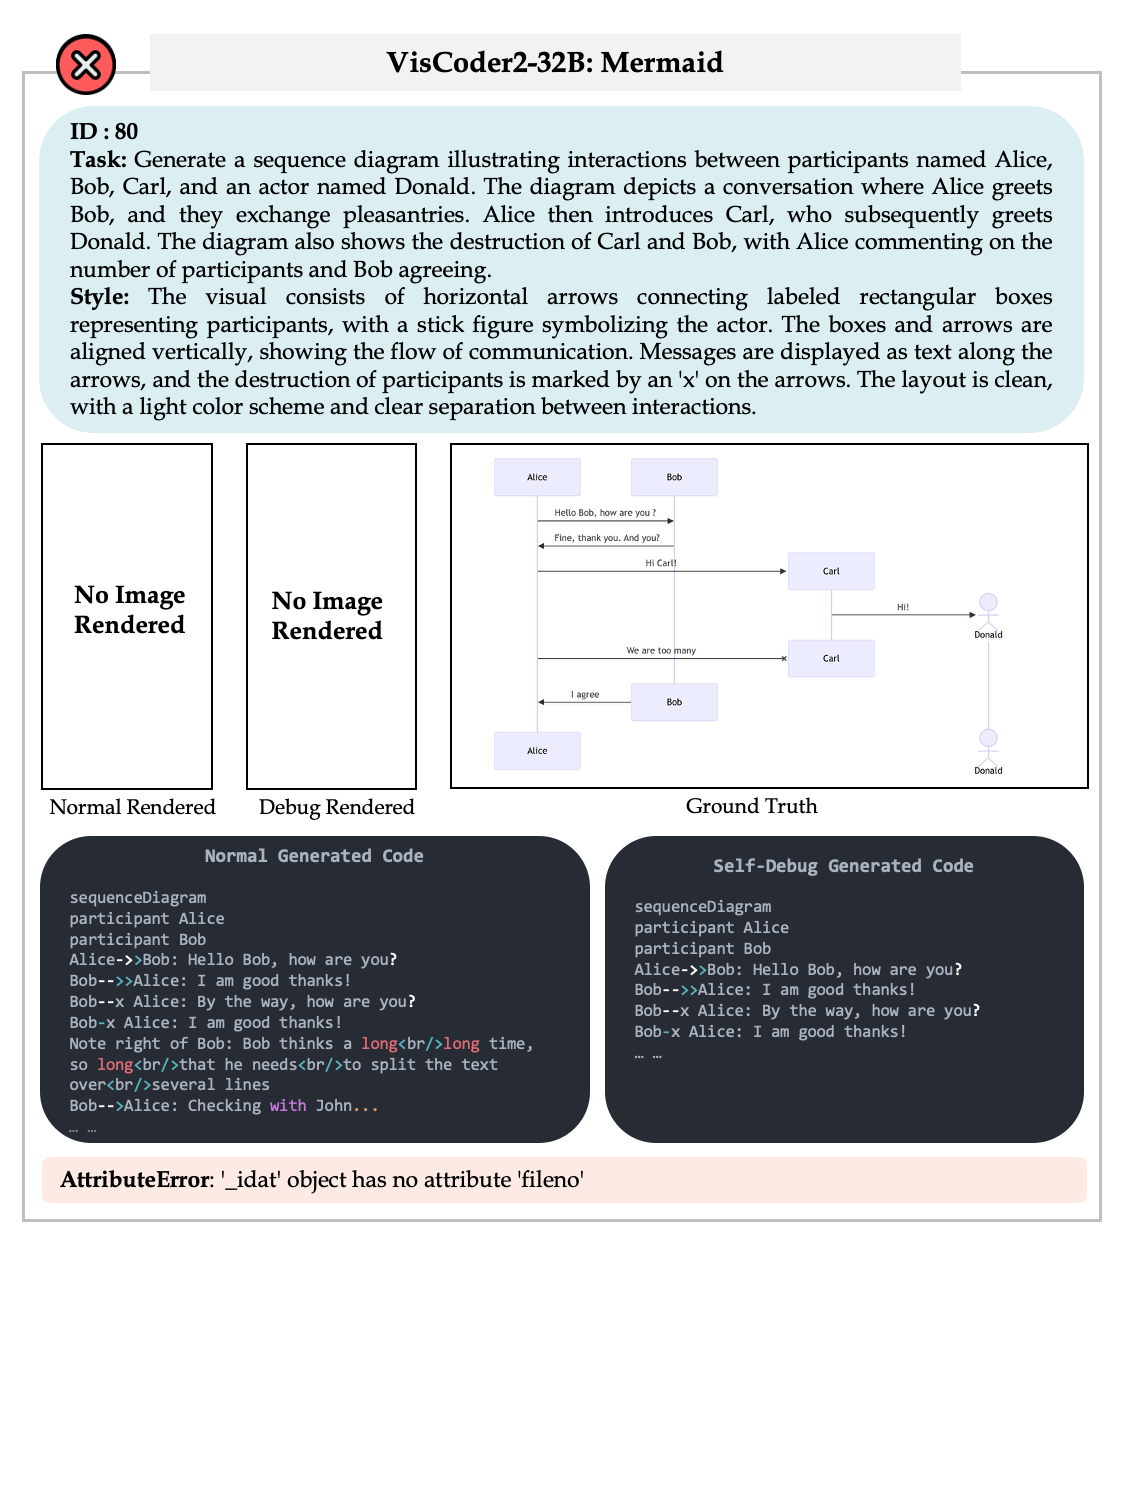 VisCoder2-32B: Mermaid
ID : 80
Task: Generate a sequence diagram illustrating interactions between participants named Alice,
Bob, Carl, and an actor named Donald. The diagram depicts a conversation where Alice greets
Bob, and they exchange pleasantries. Alice then introduces Carl, who subsequently greets
Donald. The diagram also shows the destruction of Carl and Bob, with Alice commenting on the
number of participants and Bob agreeing.
Style: The visual consists of horizontal arrows connecting labeled rectangular boxes
representing participants, with a stick figure symbolizing the actor. The boxes and arrows are
aligned vertically, showing the flow of communication. Messages are displayed as text along the
arrows, and the destruction of participants is marked by an 'x' on the arrows. The layout is clean,
with a light color scheme and clear separation between interactions.
No Image
Rendered
Normal Rendered
No Image
Rendered
Debug Rendered
Alice
Bob
Hello Bob, how are you ?
Fine, thank you. And you?
Hi Carl!
Carl
Hi!
Donald
We are too many
Carl
I agree
Bob
Alice
Donald
Ground Truth
Normal Generated Code
sequenceDiagram
participant Alice
participant Bob
Alice->>Bob: Hello Bob, how are you?
Bob-->>Alice: I am good thanks!
Bob--x Alice: By the way, how are you?
Bob-x Alice: I am good thanks!
Note right of Bob: Bob thinks a long<br/>long time,
so long<br/>that he needs<br/>to split the text
over<br/>several lines
Bob-->Alice: Checking with John...
... ...
Self-Debug Generated Code
sequenceDiagram
participant Alice
participant Bob
Alice->>Bob: Hello Bob, how are you?
Bob-->>Alice: I am good thanks!
Bob--x Alice: By the way, how are you?
Bob-x Alice: I am good thanks!
... ...
AttributeError: '_idat' object has no attribute 'fileno'